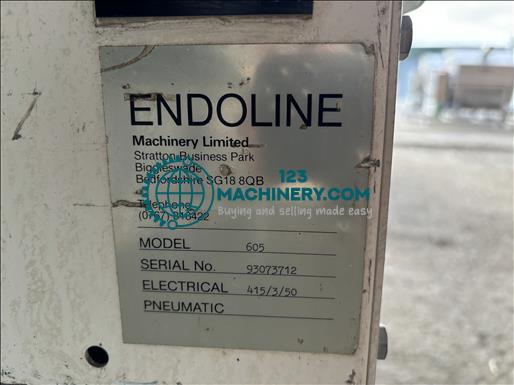 ENDOLINE
Machinery Limited
Stratton Business Park
Biggleswade
Bedfordshire SG18 8QB
Telephone
(0767) 316422
123
MACHINERY.COM
Buying and selling made easy
MODEL 605
SERIAL No. 93073712
ELECTRICAL 415/3/50
PNEUMATIC